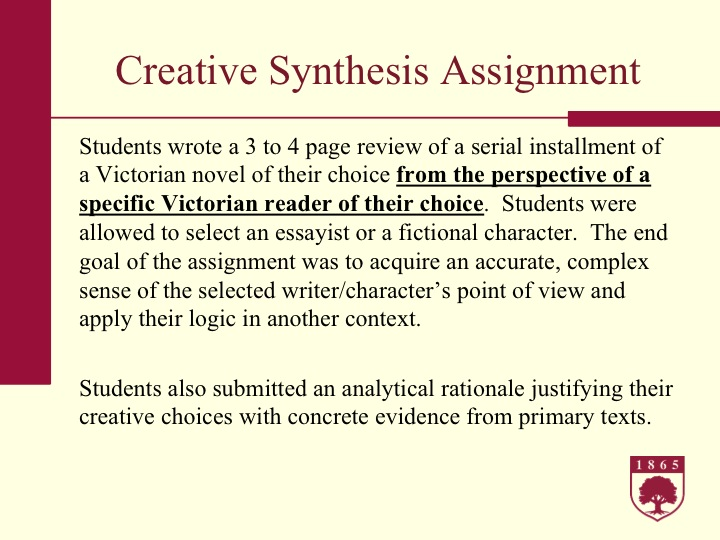 Creative Synthesis Assignment
Students wrote a 3 to 4 page review of a serial installment of
a Victorian novel of their choice from the perspective of a
specific Victorian reader of their choice.  Students were
allowed to select an essayist or a fictional character.  The end
goal of the assignment was to acquire an accurate, complex
sense of the selected writer/character’s point of view and
apply their logic in another context.
Students also submitted an analytical rationale justifying their
creative choices with concrete evidence from primary texts.
1865